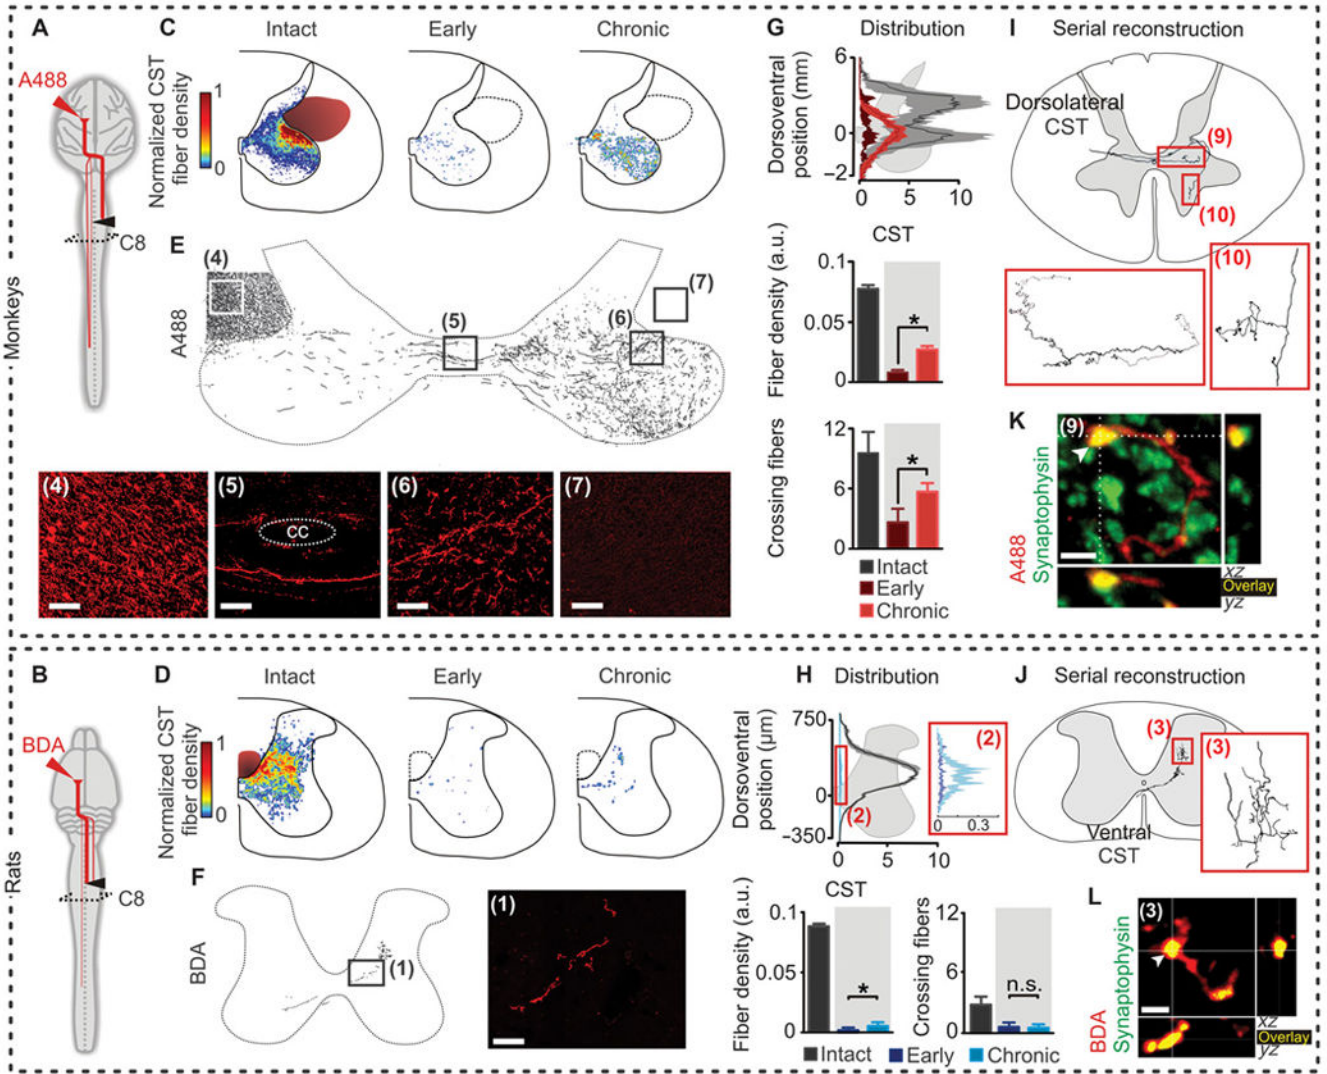 Monkeys
A
A488
C8
C
Intact
Early
Chronic
Normalized CST
fiber density
1
0
E
A488
(4)
(5)
(6)
(7)
(4)
(5)
CC
(6)
(7)
G
Distribution
Dorsoventral
position (mm)
6
0
−2
0
5
10
CST
Fiber density (a.u.)
0.1
0.05
0
*
Crossing fibers
12
6
0
*
Intact
Early
Chronic
I
Serial reconstruction
Dorsolateral
CST
(9)
(10)
(10)
K
(9)
A488
Synaptophysin
xz
Overlay
yz
Rats
B
BDA
C8
D
Intact
Early
Chronic
Normalized CST
fiber density
1
0
F
BDA
(1)
(1)
H
Distribution
Dorsoventral
position (µm)
750
0
−350
0
5
10
(2)
(2)
0
0.3
CST
Fiber density (a.u.)
0.1
0.05
0
*
Crossing fibers
12
6
0
n.s.
Intact
Early
Chronic
J
Serial reconstruction
(3)
(3)
Ventral
CST
L
(3)
BDA
Synaptophysin
xz
Overlay
yz